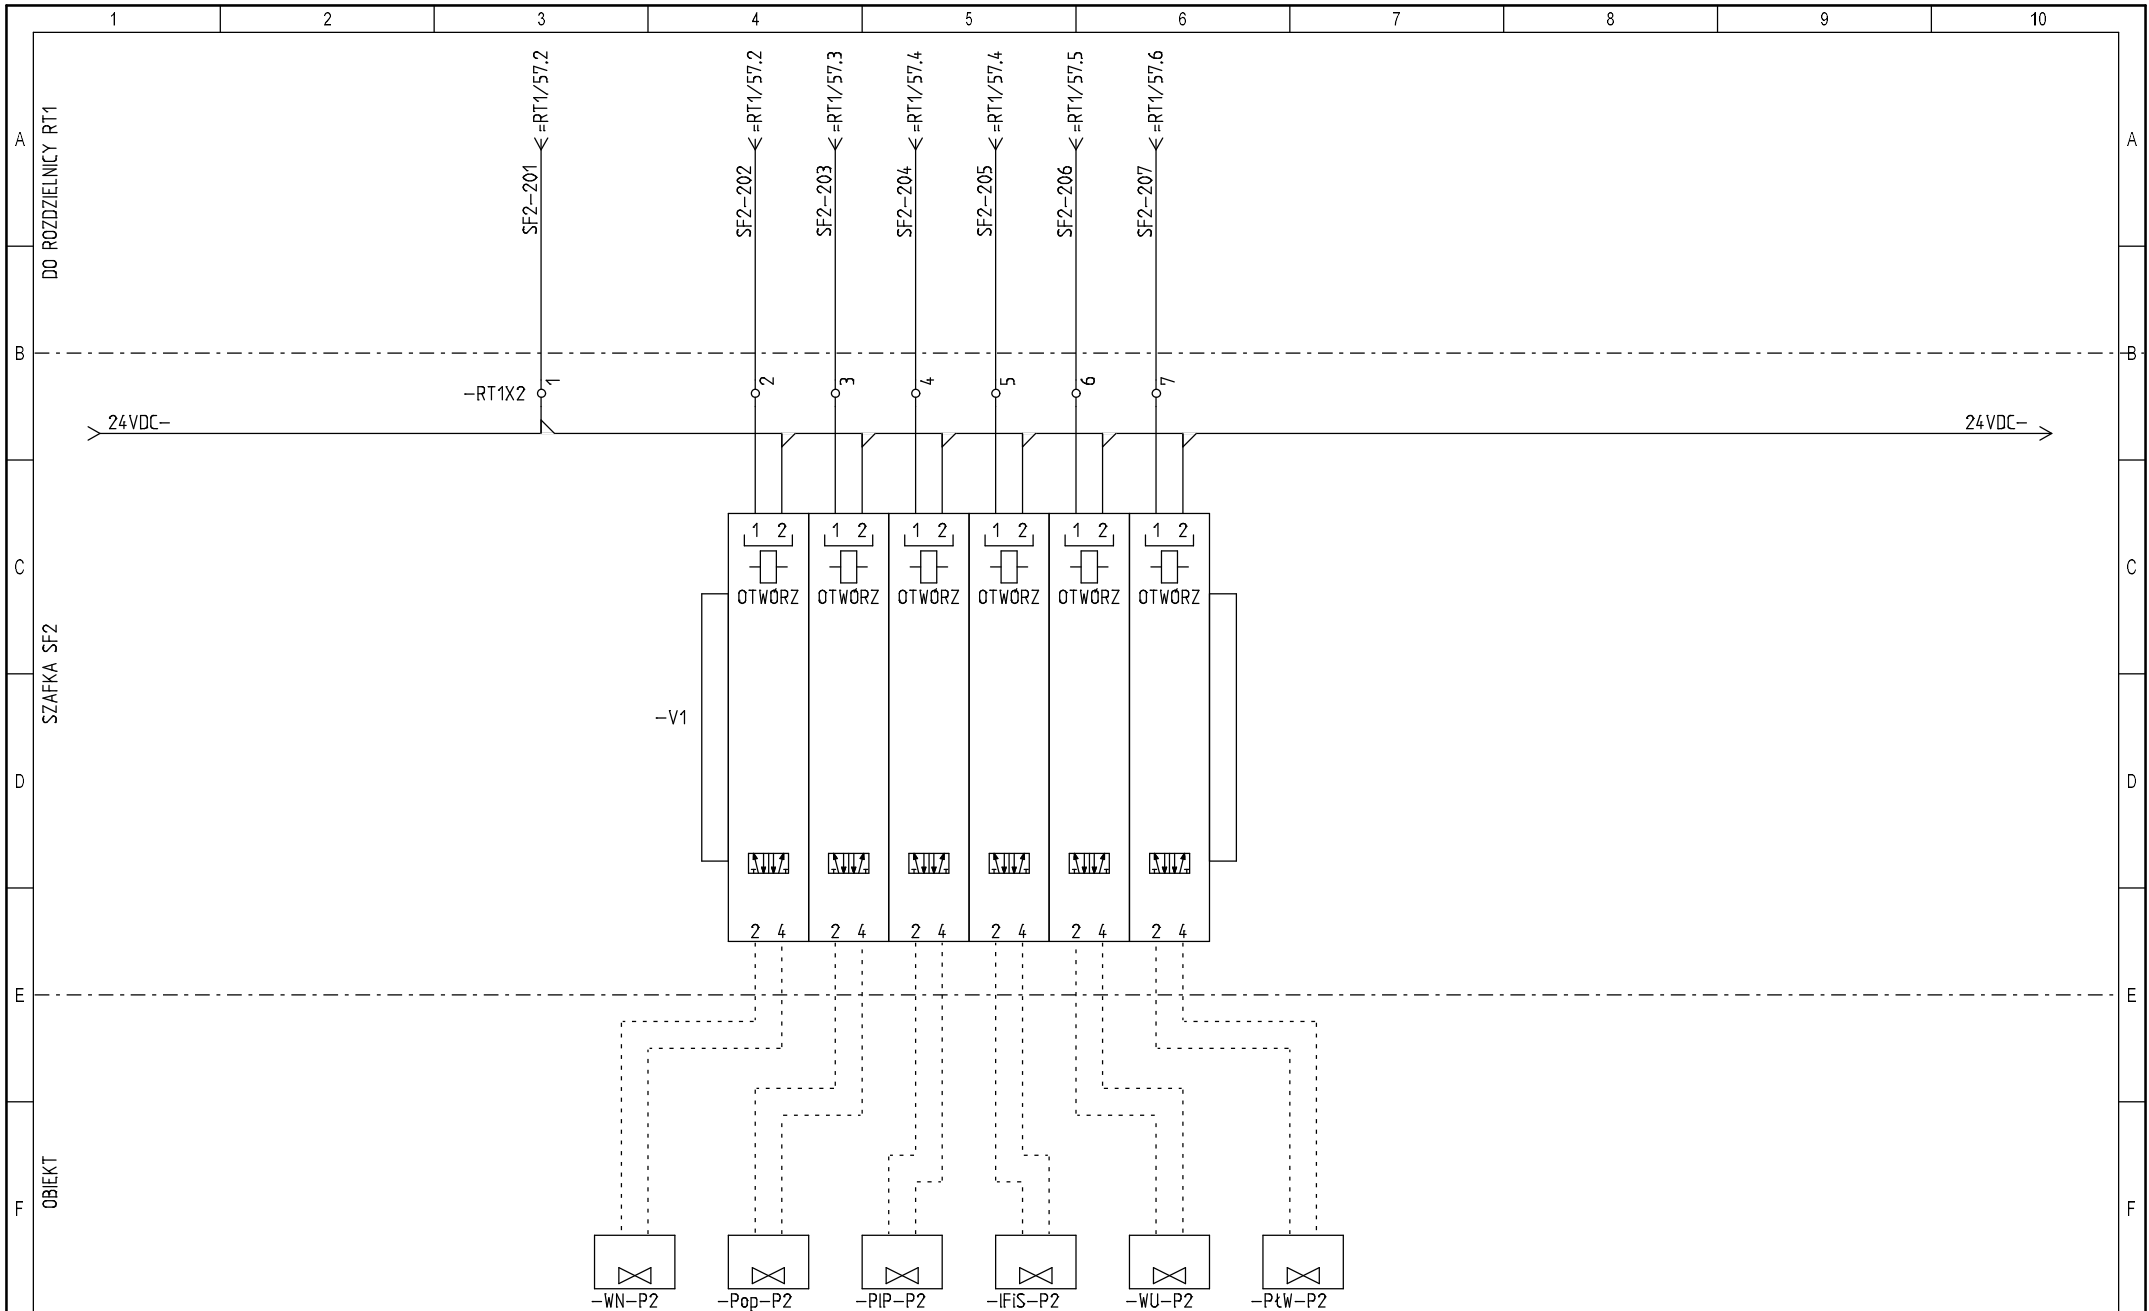 1 2 3 4 5 6 7 8 9 10
=RT1/57.2 =RT1/57.2 =RT1/57.3 =RT1/57.4 =RT1/57.4 =RT1/57.5 =RT1/57.6
A DO ROZDZIELNICY RT1 A
SF2-201 SF2-202 SF2-203 SF2-204 SF2-205 SF2-206 SF2-207
B B
-RT1X2 1 2 3 4 5 6 7
24VDC- 24VDC-
1 2 1 2 1 2 1 2 1 2 1 2
C C
OTWÓRZ OTWÓRZ OTWÓRZ OTWÓRZ OTWÓRZ OTWÓRZ
SZAFKA SF2
-V1
D D
2 4 2 4 2 4 2 4 2 4 2 4
E E
OBIEKT
F F
-WN-P2 -Pop-P2 -PIP-P2 -IFiS-P2 -WU-P2 -PŁW-P2